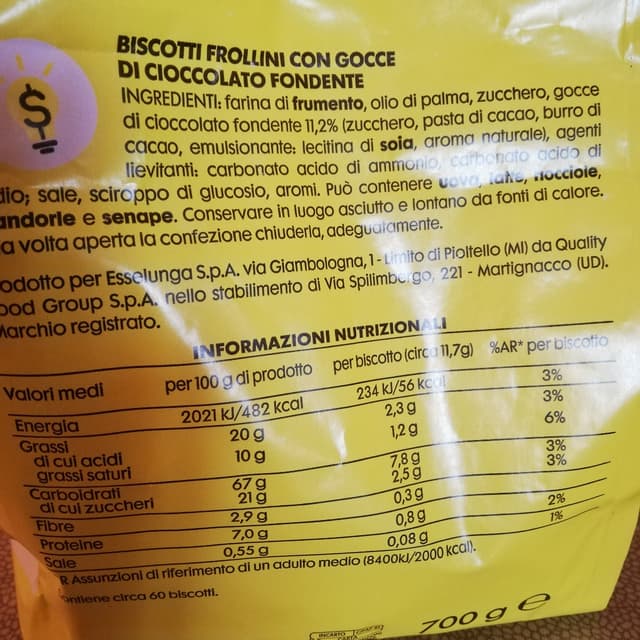 BISCOTTI FROLLINI CON GOCCE
DI CIOCCOLATO FONDENTE
INGREDIENTI: farina di frumento, olio di palma, zucchero, gocce
di cioccolato fondente 11,2% (zucchero, pasta di cacao, burro di
cacao, emulsionante: lecitina di soia, aroma naturale), agenti
lievitanti: carbonato acido di ammonio, carbonato acido di
dio; sale, sciroppo di glucosio, aromi. Può contenere uova, latte, nocciole,
andorle e senape. Conservare in luogo asciutto e lontano da fonti di calore.
a volta aperta la confezione chiuderla, adeguatamente.
odotto per Esselunga S.p.A. via Giambologna, 1 - Limito di Pioltello (MI) da Quality
ood Group S.p.A. nello stabilimento di Via Spilimbergo, 221 - Martignacco (UD).
Marchio registrato.
INFORMAZIONI NUTRIZIONALI
Valori medi per 100 g di prodotto per biscotto (circa 11,7g) %AR* per biscotto
Energia 2021 kJ/482 kcal 234 kJ/56 kcal 3%
Grassi 20 g 2,3 g 3%
di cui acidi
grassi saturi 10 g 1,2 g 6%
Carboidrati 67 g 7,8 g 3%
di cui zuccheri 21 g 2,5 g 3%
Fibre 2,9 g 0,3 g
Proteine 7,0 g 0,8 g 2%
Sale 0,55 g 0,08 g 1%
R Assunzioni di riferimento di un adulto medio (8400kJ/2000 kcal).
ontiene circa 60 biscotti.
700 g e
INCARTO
CARTA